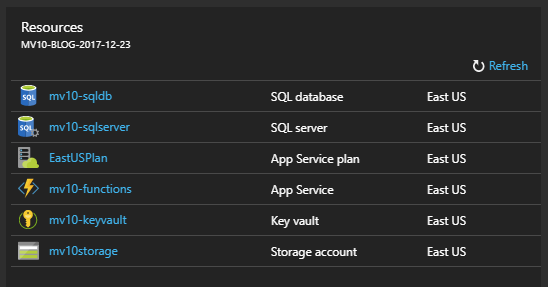 Resources
MV10-BLOG-2017-12-23
Refresh
SQL mv10-sqldb SQL database East US
SQL mv10-sqlserver SQL server East US
EastUSPlan App Service plan East US
mv10-functions App Service East US
mv10-keyvault Key vault East US
mv10storage Storage account East US